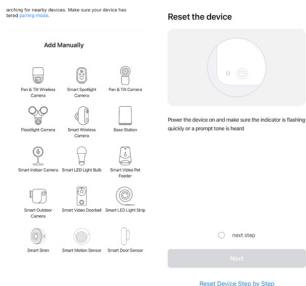 arching for nearby devices. Make sure your device has
tered pairing mode.
Add Manually
Pan & Tilt Wireless
Camera
Smart Spotlight
Camera
Pan & Tilt Camera
Floodlight Camera
Smart Wireless
Camera
Base Station
Smart Indoor Camera
Smart LED Light Bulb
Smart Video Pet
Feeder
Smart Outdoor
Camera
Smart Video Doorbell
Smart LED Light Strip
Smart Siren
Smart Motion Sensor
Smart Door Sensor
Reset the device
Power the device on and make sure the indicator is flashing
quickly or a prompt tone is heard
next step
Next
Reset Device Step by Step